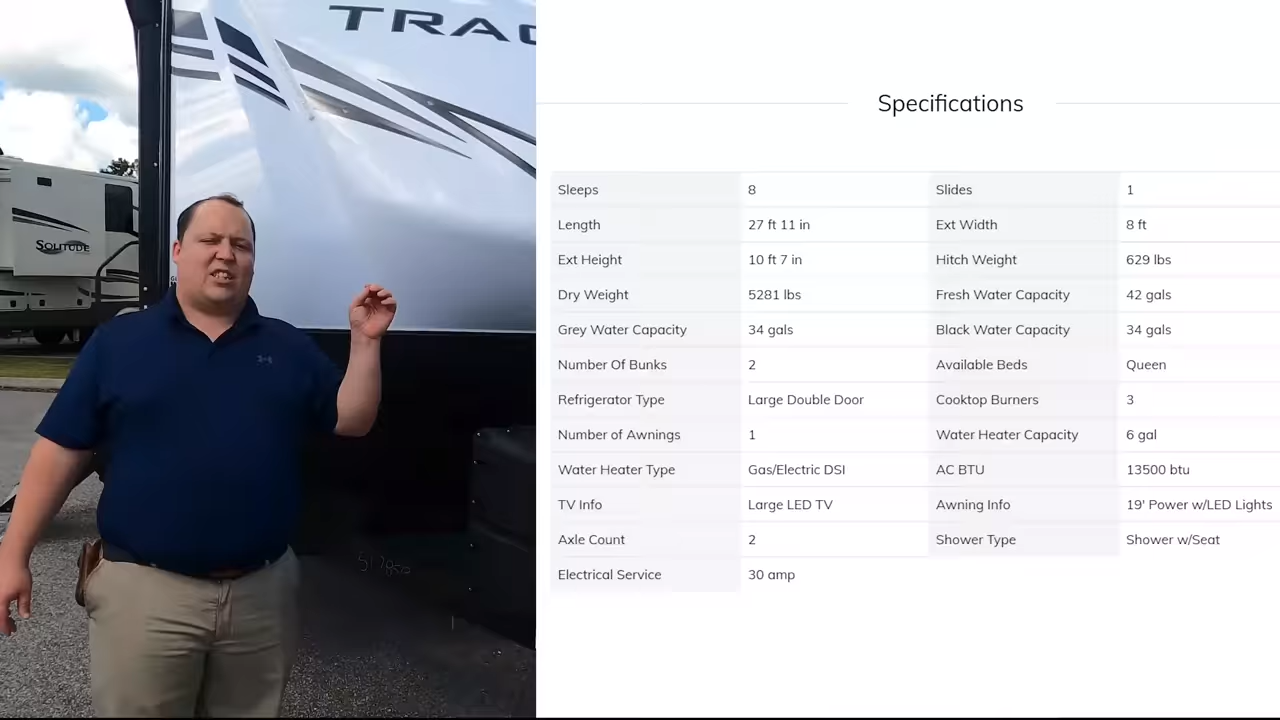 TRAC
SOLITUDE
Specifications
Sleeps 8 Slides 1
Length 27 ft 11 in Ext Width 8 ft
Ext Height 10 ft 7 in Hitch Weight 629 lbs
Dry Weight 5281 lbs Fresh Water Capacity 42 gals
Grey Water Capacity 34 gals Black Water Capacity 34 gals
Number Of Bunks 2 Available Beds Queen
Refrigerator Type Large Double Door Cooktop Burners 3
Number of Awnings 1 Water Heater Capacity 6 gal
Water Heater Type Gas/Electric DSI AC BTU 13500 btu
TV Info Large LED TV Awning Info 19' Power w/LED Lights
Axle Count 2 Shower Type Shower w/Seat
Electrical Service 30 amp